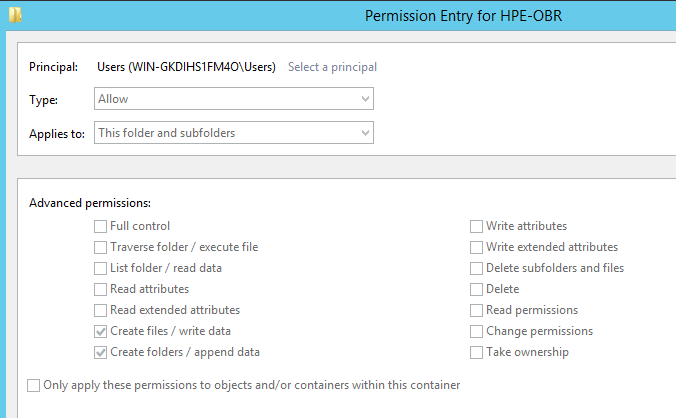 Permission Entry for HPE-OBR
Principal: Users (WIN-GKDIHS1FM4O\Users) Select a principal
Type: Allow
Applies to: This folder and subfolders
Advanced permissions:
Full control
Traverse folder / execute file
List folder / read data
Read attributes
Read extended attributes
Create files / write data
Create folders / append data
Write attributes
Write extended attributes
Delete subfolders and files
Delete
Read permissions
Change permissions
Take ownership
Only apply these permissions to objects and/or containers within this container